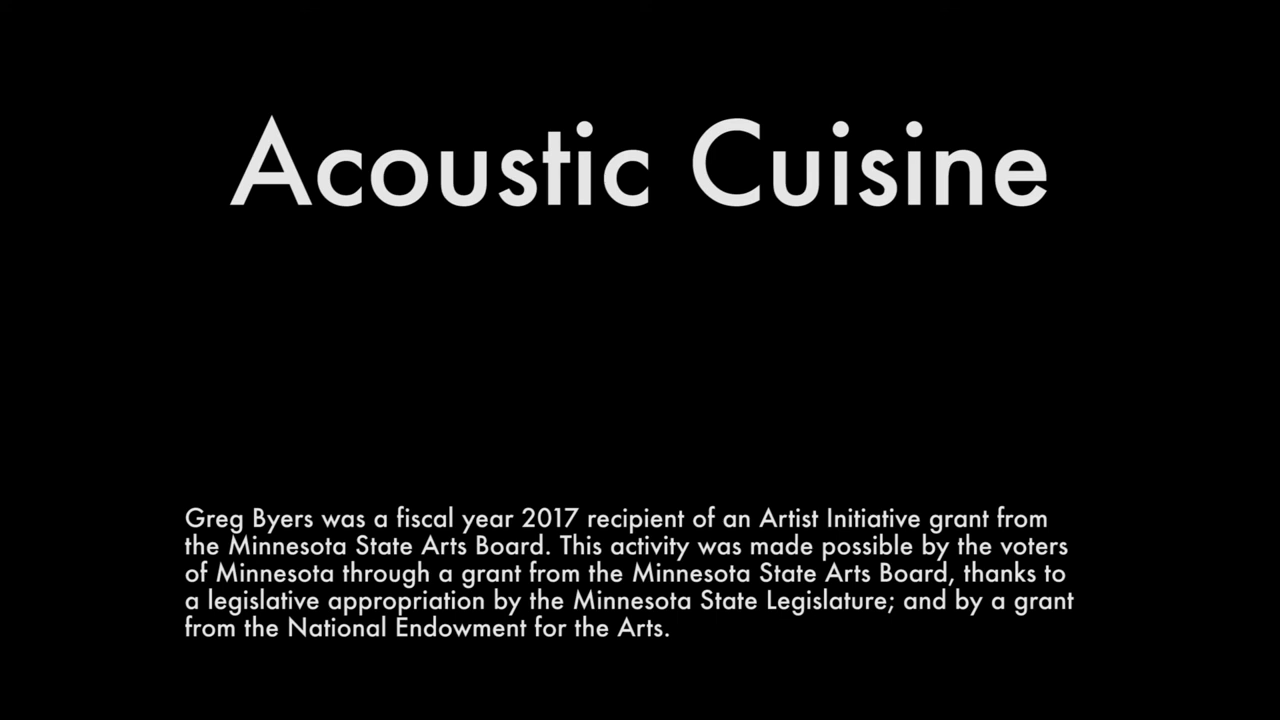 Acoustic Cuisine
Greg Byers was a fiscal year 2017 recipient of an Artist Initiative grant from
the Minnesota State Arts Board. This activity was made possible by the voters
of Minnesota through a grant from the Minnesota State Arts Board, thanks to
a legislative appropriation by the Minnesota State Legislature; and by a grant
from the National Endowment for the Arts.